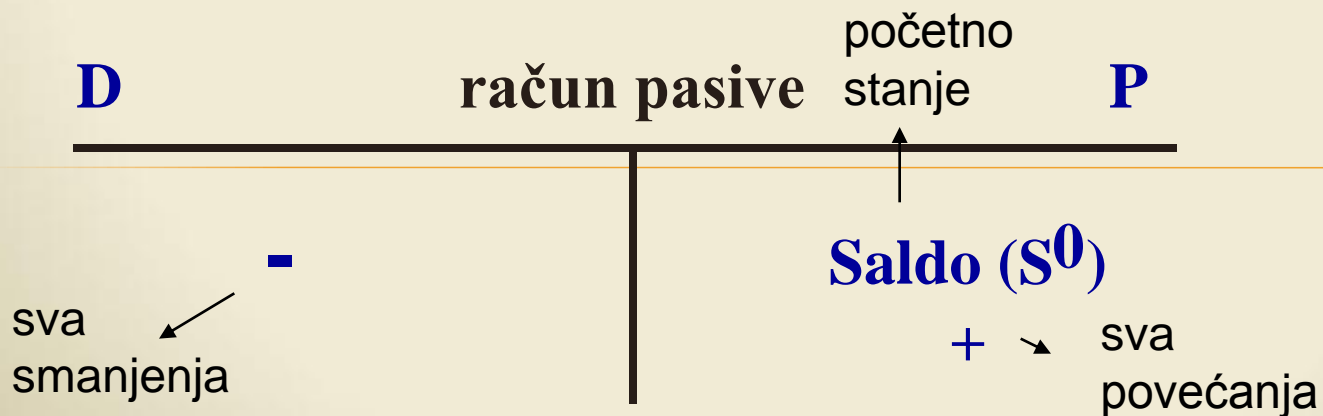 početno
D račun pasive stanje P
- Saldo (S⁰)
sva
smanjenja
+ sva
povećanja